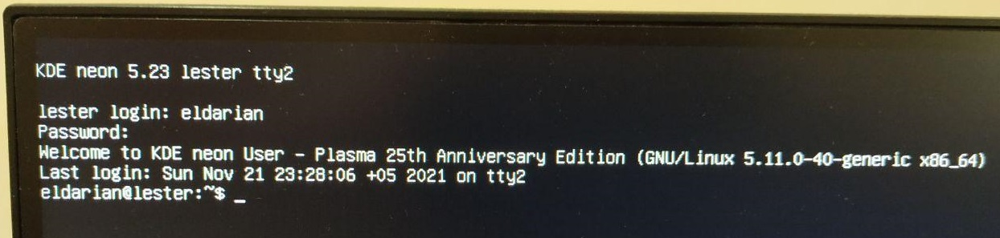 KDE neon 5.23 lester tty2
lester login: eldarian
Password:
Welcome to KDE neon User - Plasma 25th Anniversary Edition (GNU/Linux 5.11.0-40-generic x86_64)
Last login: Sun Nov 21 23:28:06 +05 2021 on tty2
eldarian@lester:~$ _